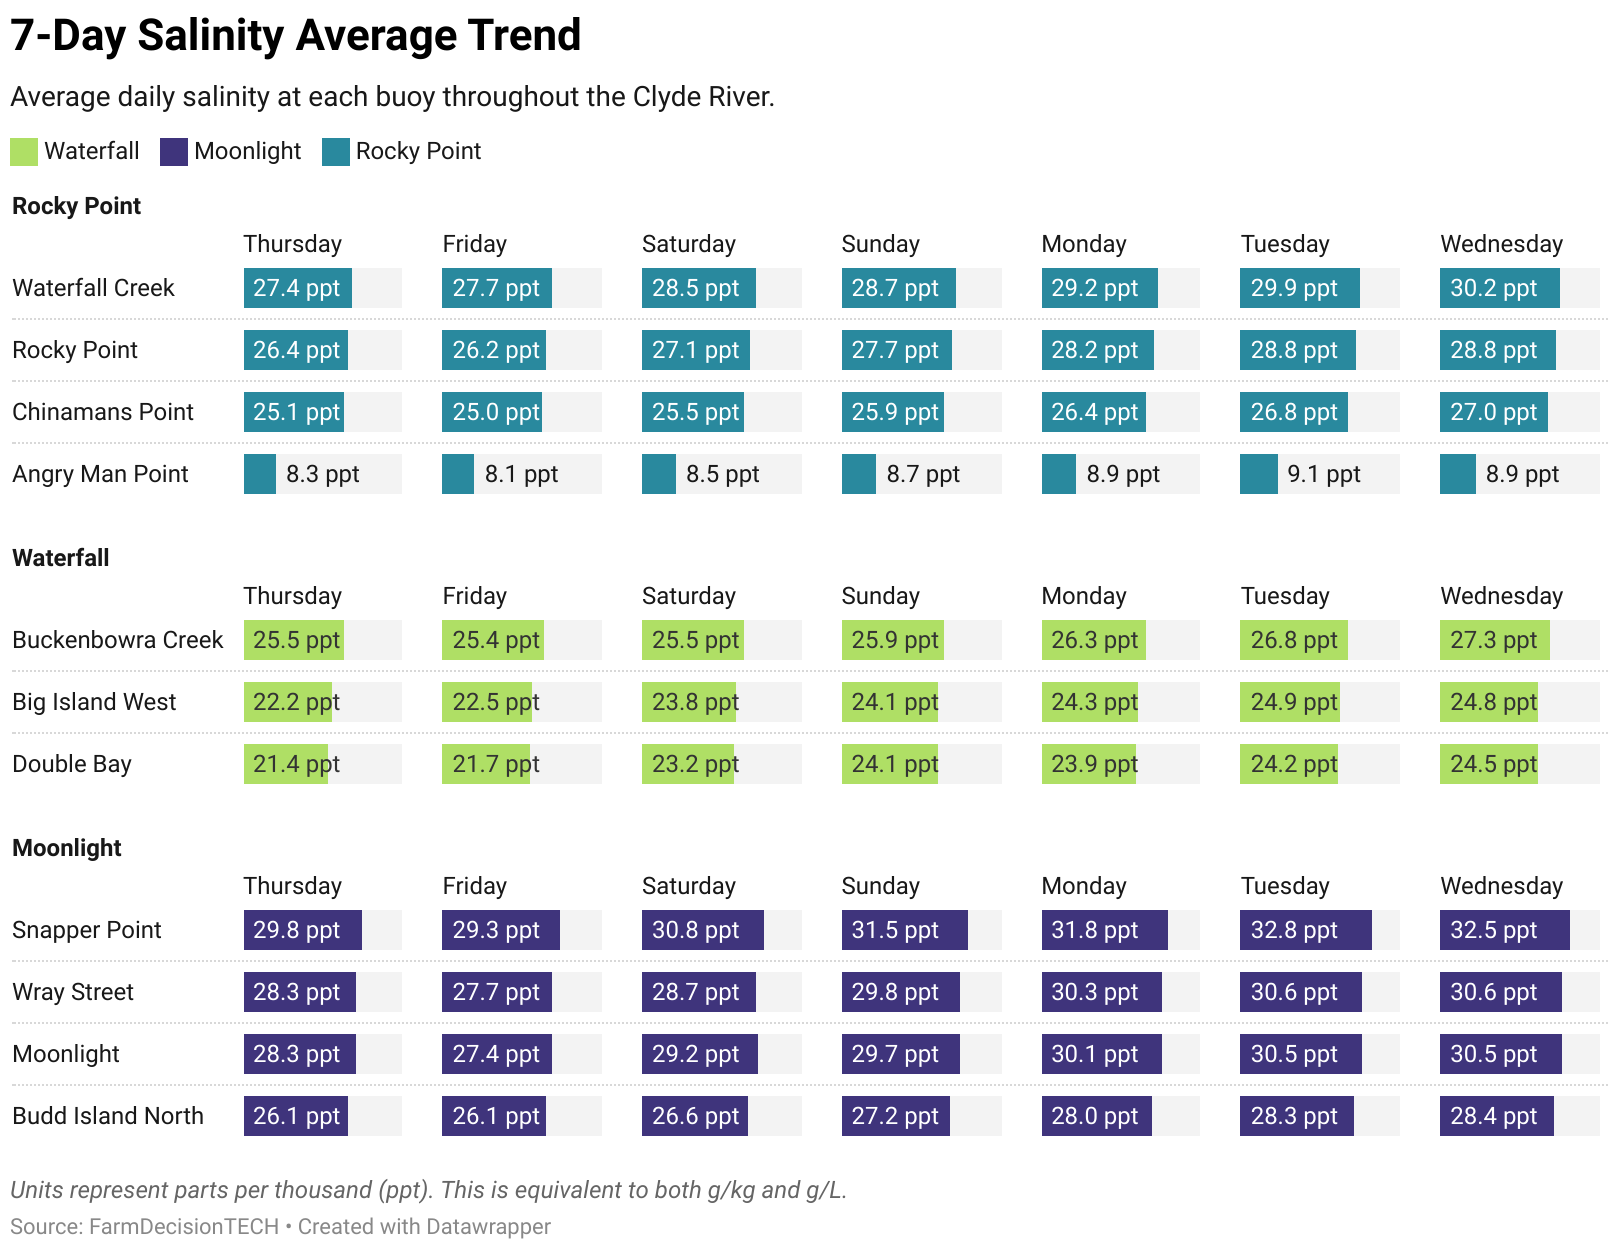 7-Day Salinity Average Trend
Average daily salinity at each buoy throughout the Clyde River.
Waterfall Moonlight Rocky Point
Rocky Point
Thursday Friday Saturday Sunday Monday Tuesday Wednesday
Waterfall Creek 27.4 ppt 27.7 ppt 28.5 ppt 28.7 ppt 29.2 ppt 29.9 ppt 30.2 ppt
Rocky Point 26.4 ppt 26.2 ppt 27.1 ppt 27.7 ppt 28.2 ppt 28.8 ppt 28.8 ppt
Chinamans Point 25.1 ppt 25.0 ppt 25.5 ppt 25.9 ppt 26.4 ppt 26.8 ppt 27.0 ppt
Angry Man Point 8.3 ppt 8.1 ppt 8.5 ppt 8.7 ppt 8.9 ppt 9.1 ppt 8.9 ppt
Waterfall
Thursday Friday Saturday Sunday Monday Tuesday Wednesday
Buckenbowra Creek 25.5 ppt 25.4 ppt 25.5 ppt 25.9 ppt 26.3 ppt 26.8 ppt 27.3 ppt
Big Island West 22.2 ppt 22.5 ppt 23.8 ppt 24.1 ppt 24.3 ppt 24.9 ppt 24.8 ppt
Double Bay 21.4 ppt 21.7 ppt 23.2 ppt 24.1 ppt 23.9 ppt 24.2 ppt 24.5 ppt
Moonlight
Thursday Friday Saturday Sunday Monday Tuesday Wednesday
Snapper Point 29.8 ppt 29.3 ppt 30.8 ppt 31.5 ppt 31.8 ppt 32.8 ppt 32.5 ppt
Wray Street 28.3 ppt 27.7 ppt 28.7 ppt 29.8 ppt 30.3 ppt 30.6 ppt 30.6 ppt
Moonlight 28.3 ppt 27.4 ppt 29.2 ppt 29.7 ppt 30.1 ppt 30.5 ppt 30.5 ppt
Budd Island North 26.1 ppt 26.1 ppt 26.6 ppt 27.2 ppt 28.0 ppt 28.3 ppt 28.4 ppt
Units represent parts per thousand (ppt). This is equivalent to both g/kg and g/L.
Source: FarmDecisionTECH • Created with Datawrapper